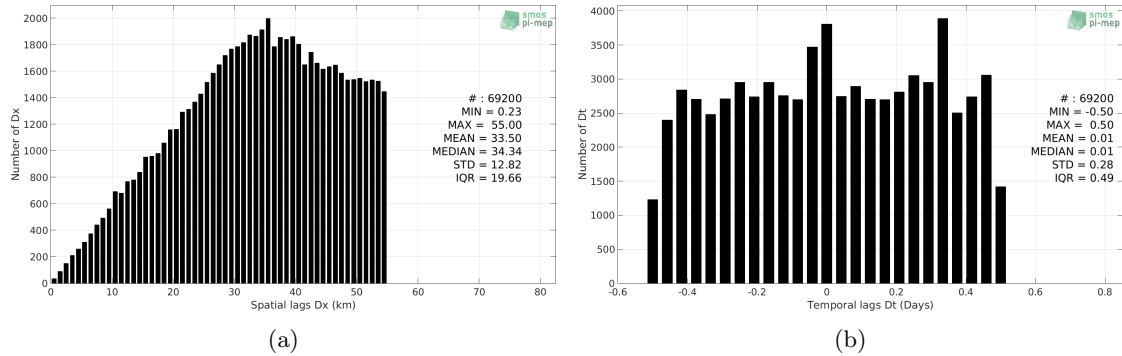 smos
pi-mep
2000
1800
1600
1400
1200
1000
800
600
400
200
0
Number of Dx
# : 69200
MIN = 0.23
MAX = 55.00
MEAN = 33.50
MEDIAN = 34.34
STD = 12.82
IQR = 19.66
0 10 20 30 40 50 60 70 80
Spatial lags Dx (km)
(a)
smos
pi-mep
4000
3500
3000
2500
2000
1500
1000
500
0
Number of Dt
# : 69200
MIN = -0.50
MAX = 0.50
MEAN = 0.01
MEDIAN = 0.01
STD = 0.28
IQR = 0.49
-0.6 -0.4 -0.2 0 0.2 0.4 0.6 0.8
Temporal lags Dt (Days)
(b)